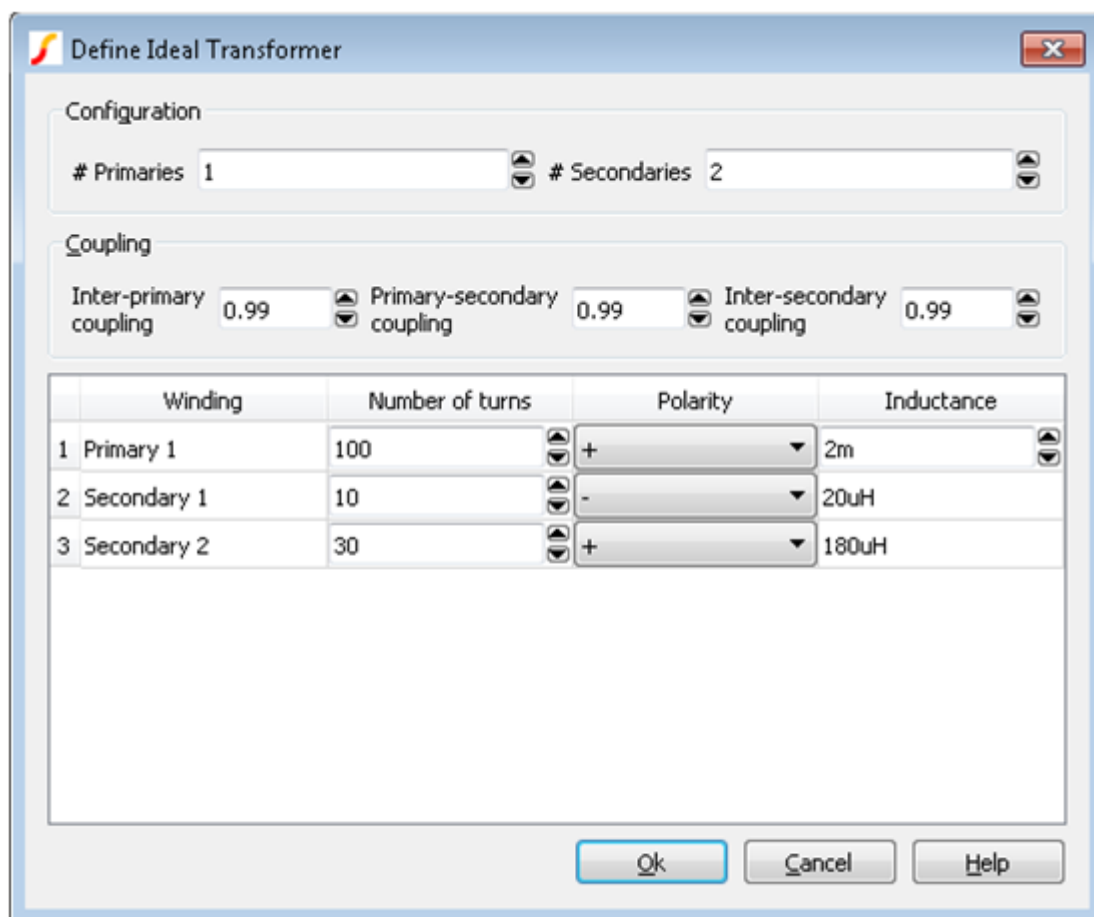 Define Ideal Transformer
Configuration
# Primaries 1 # Secondaries 2
Coupling
Inter-primary coupling 0.99 Primary-secondary coupling 0.99 Inter-secondary coupling 0.99
Winding Number of turns Polarity Inductance
1 Primary 1 100 + 2m
2 Secondary 1 10 - 20uH
3 Secondary 2 30 + 180uH
Ok Cancel Help